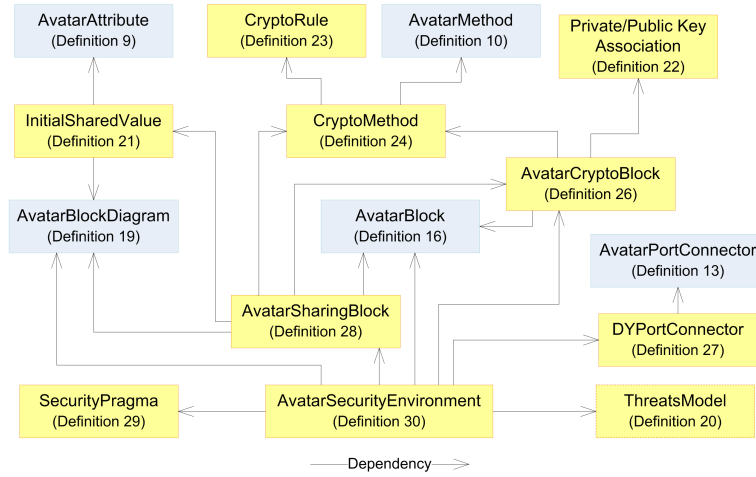 AvatarAttribute
(Definition 9)
CryptoRule
(Definition 23)
AvatarMethod
(Definition 10)
Private/Public Key
Association
(Definition 22)
InitialSharedValue
(Definition 21)
CryptoMethod
(Definition 24)
AvatarCryptoBlock
(Definition 26)
AvatarBlockDiagram
(Definition 19)
AvatarBlock
(Definition 16)
AvatarPortConnector
(Definition 13)
AvatarSharingBlock
(Definition 28)
DYPortConnector
(Definition 27)
SecurityPragma
(Definition 29)
AvatarSecurityEnvironment
(Definition 30)
ThreatsModel
(Definition 20)
Dependency